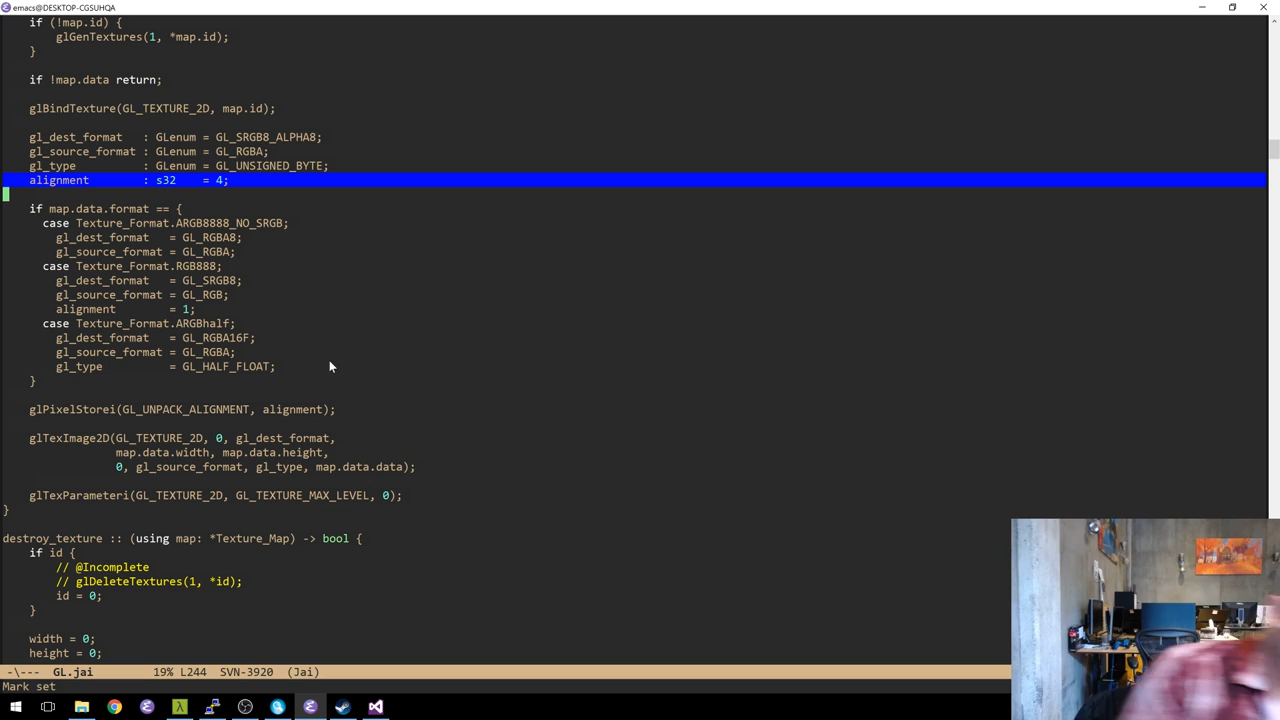 emacs@DESKTOP-CGSUHQA
if (!map.id) {
glGenTextures(1, *map.id);
}
if !map.data return;
glBindTexture(GL_TEXTURE_2D, map.id);
gl_dest_format   : GLenum = GL_SRGB8_ALPHA8;
gl_source_format : GLenum = GL_RGBA;
gl_type          : GLenum = GL_UNSIGNED_BYTE;
alignment        : s32    = 4;
if map.data.format == {
case Texture_Format.ARGB8888_NO_SRGB;
gl_dest_format   = GL_RGBA8;
gl_source_format = GL_RGBA;
case Texture_Format.RGB888;
gl_dest_format   = GL_SRGB8;
gl_source_format = GL_RGB;
alignment        = 1;
case Texture_Format.ARGBhalf;
gl_dest_format   = GL_RGBA16F;
gl_source_format = GL_RGBA;
gl_type          = GL_HALF_FLOAT;
}
glPixelStorei(GL_UNPACK_ALIGNMENT, alignment);
glTexImage2D(GL_TEXTURE_2D, 0, gl_dest_format,
map.data.width, map.data.height,
0, gl_source_format, gl_type, map.data.data);
glTexParameteri(GL_TEXTURE_2D, GL_TEXTURE_MAX_LEVEL, 0);
}
destroy_texture :: (using map: *Texture_Map) -> bool {
if id {
// @Incomplete
// glDeleteTextures(1, *id);
id = 0;
}
width = 0;
height = 0;
-\--- GL.jai 19% L244 SVN-3920 (Jai)
Mark set